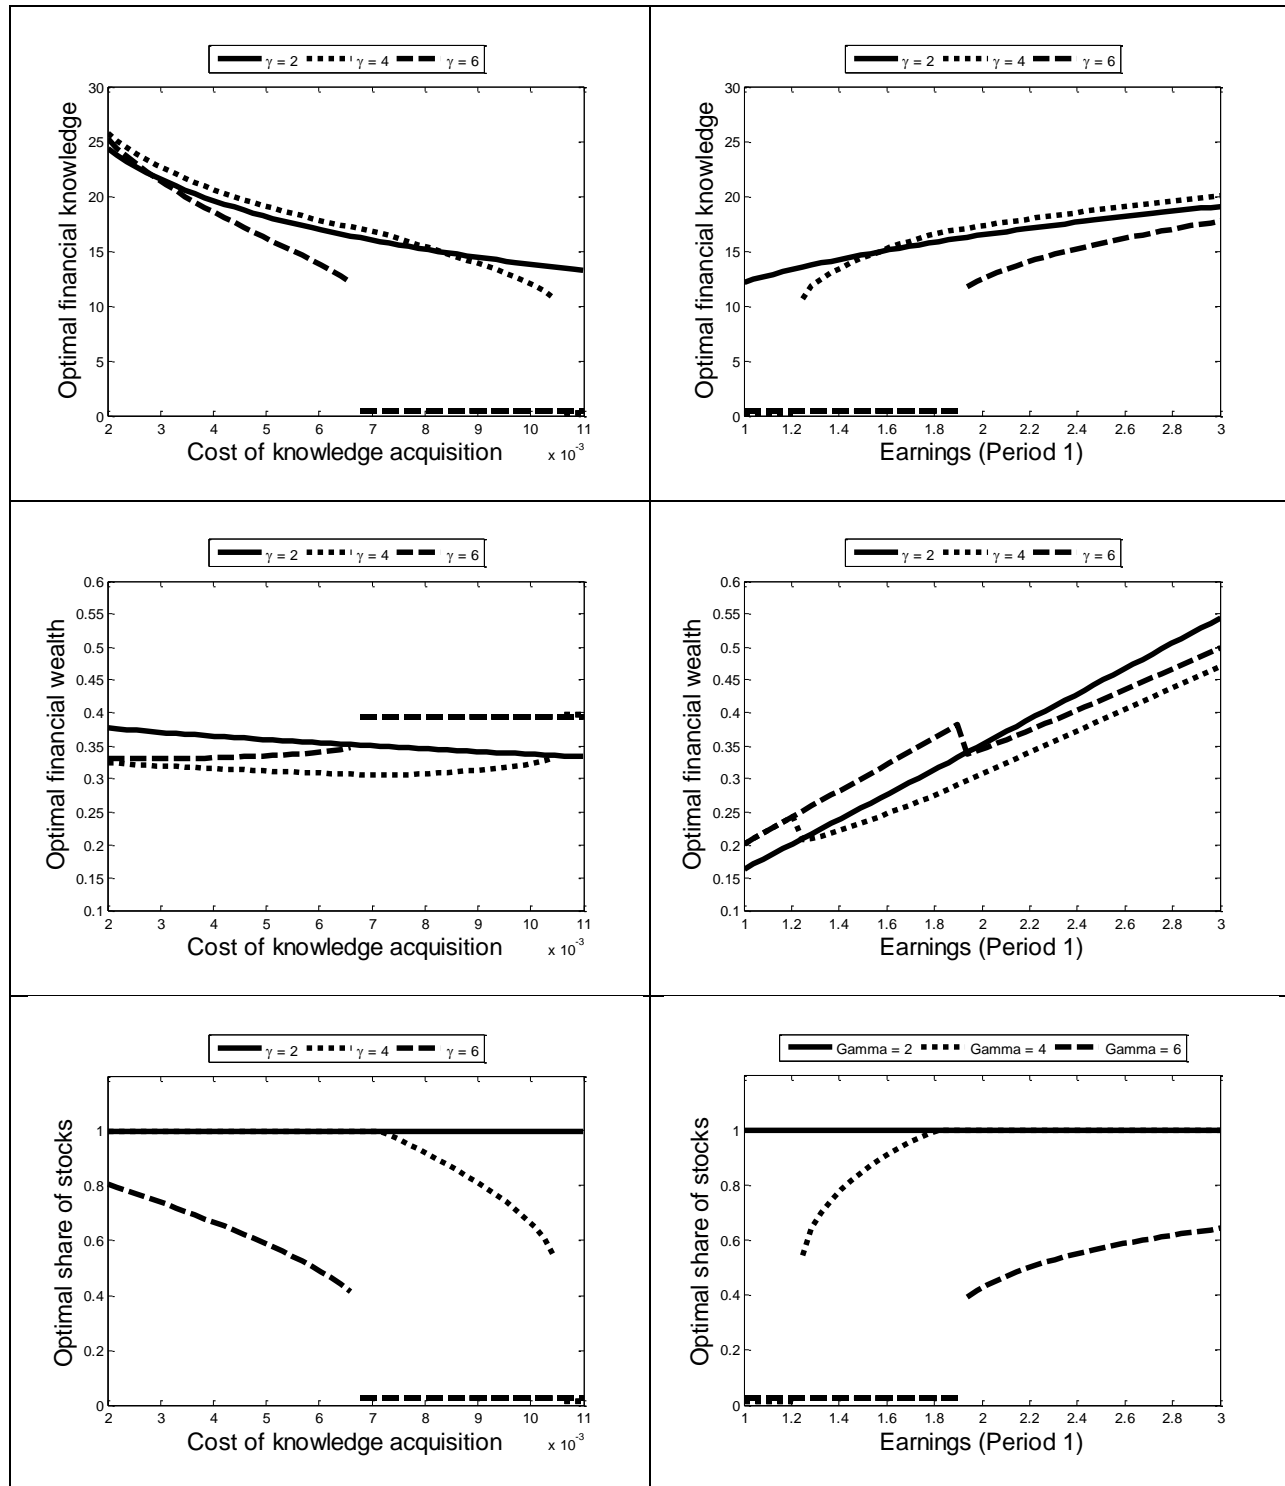 γ = 2 γ = 4 γ = 6
30
25
20
15
10
5
0
Optimal financial knowledge
2 3 4 5 6 7 8 9 10 11
Cost of knowledge acquisition x 10-3
γ = 2 γ = 4 γ = 6
30
25
20
15
10
5
0
Optimal financial knowledge
1 1.2 1.4 1.6 1.8 2 2.2 2.4 2.6 2.8 3
Earnings (Period 1)
γ = 2 γ = 4 γ = 6
0.6
0.55
0.5
0.45
0.4
0.35
0.3
0.25
0.2
0.15
0.1
Optimal financial wealth
2 3 4 5 6 7 8 9 10 11
Cost of knowledge acquisition x 10-3
γ = 2 γ = 4 γ = 6
0.6
0.55
0.5
0.45
0.4
0.35
0.3
0.25
0.2
0.15
0.1
Optimal financial wealth
1 1.2 1.4 1.6 1.8 2 2.2 2.4 2.6 2.8 3
Earnings (Period 1)
γ = 2 γ = 4 γ = 6
1
0.8
0.6
0.4
0.2
0
Optimal share of stocks
2 3 4 5 6 7 8 9 10 11
Cost of knowledge acquisition x 10-3
Gamma = 2 Gamma = 4 Gamma = 6
1
0.8
0.6
0.4
0.2
0
Optimal share of stocks
1 1.2 1.4 1.6 1.8 2 2.2 2.4 2.6 2.8 3
Earnings (Period 1)